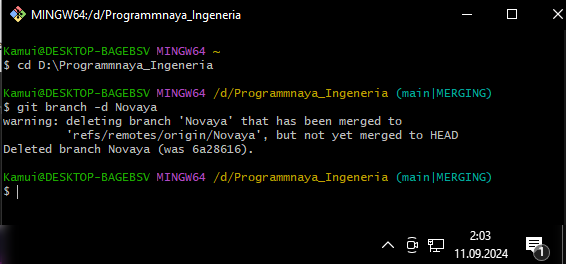 MINGW64:/d/Programmnaya_Ingeneria
Kamui@DESKTOP-BAGEBSV MINGW64 ~
$ cd D:\Programmnaya_Ingeneria
Kamui@DESKTOP-BAGEBSV MINGW64 /d/Programmnaya_Ingeneria (main|MERGING)
$ git branch -d Novaya
warning: deleting branch 'Novaya' that has been merged to
'refs/remotes/origin/Novaya', but not yet merged to HEAD
Deleted branch Novaya (was 6a28616).
Kamui@DESKTOP-BAGEBSV MINGW64 /d/Programmnaya_Ingeneria (main|MERGING)
$
2:03
11.09.2024
1